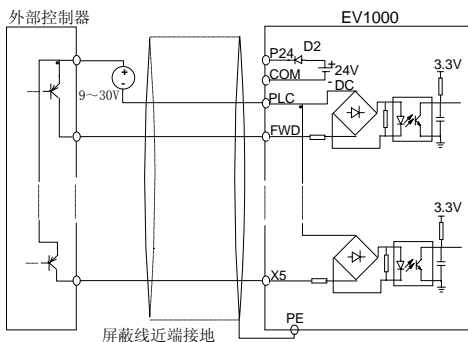 外部控制器
EV1000
P24
D2
COM
+
24V
-
DC
3.3V
+
-
9～30V
PLC
FWD
3.3V
X5
PE
屏蔽线近端接地